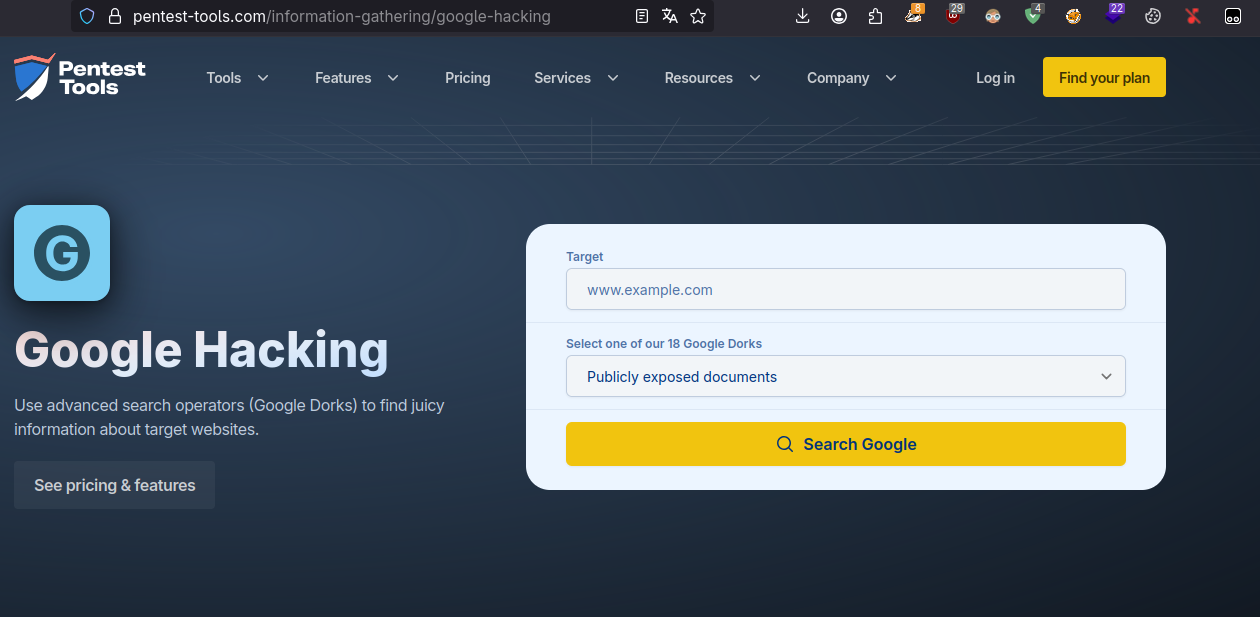 pentest-tools.com/information-gathering/google-hacking
8
29
4
22
Pentest
Tools
Tools
Features
Pricing
Services
Resources
Company
Log in
Find your plan
G
Google Hacking
Use advanced search operators (Google Dorks) to find juicy
information about target websites.
See pricing & features
Target
www.example.com
Select one of our 18 Google Dorks
Publicly exposed documents
Search Google